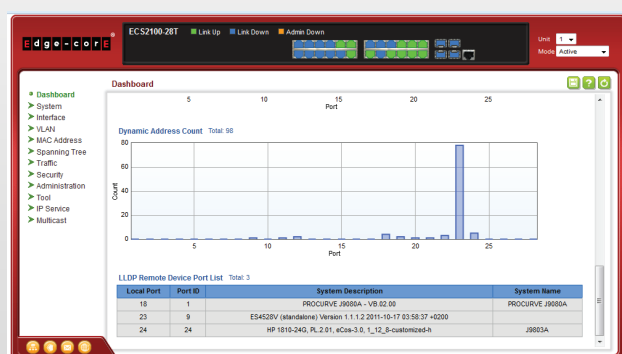 Edge-corE
ECS2100-28T Link Up Link Down Admin Down
Unit 1
Mode Active
Dashboard
Dashboard
System
Interface
VLAN
MAC Address
Spanning Tree
Traffic
Security
Administration
Tool
IP Service
Multicast
5 10 15 20 25
Port
Dynamic Address Count Total: 98
80
60
40
20
0
Count
5 10 15 20 25
Port
LLDP Remote Device Port List Total: 3
Local Port Port ID System Description System Name
18 1 PROCURVE J9080A - VB.02.00 PROCURVE J9080A
23 9 ES4528V (standalone) Version 1.1.1.2 2011-10-17 03:58:37 +0200
24 24 HP 1810-24G, PL.2.01, eCos-3.0, 1_12_8-customized-h J9803A